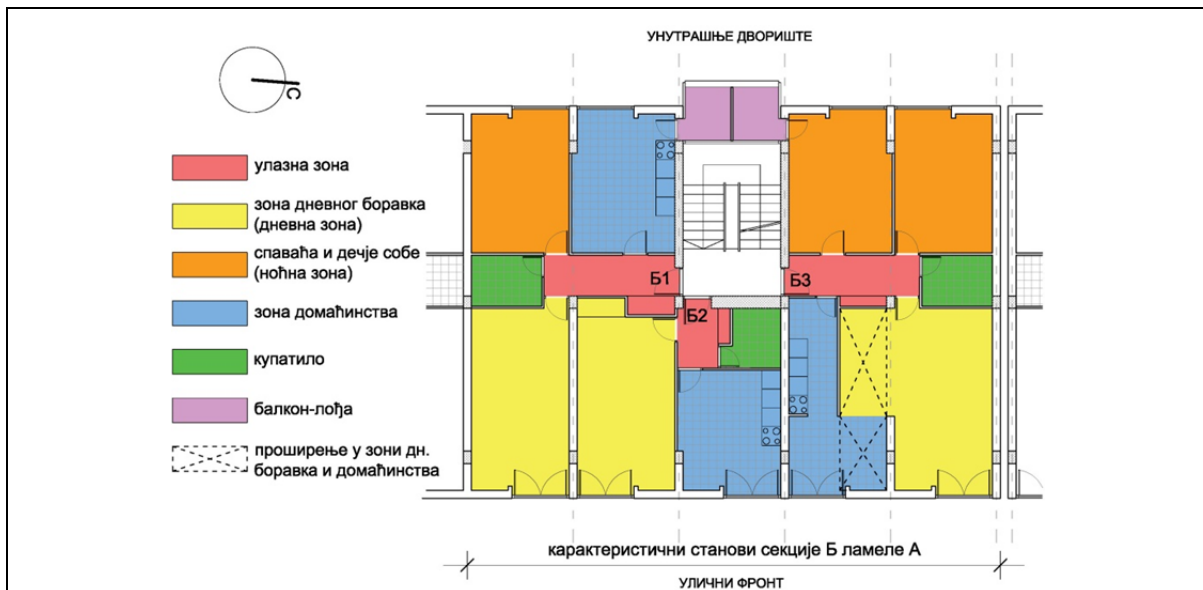 УНУТРАШЊЕ ДВОРИШТЕ
С
улазна зона
зона дневног боравка
(дневна зона)
спаваћа и дечје собе
(ноћна зона)
зона домаћинства
купатило
балкон-лођа
проширење у зони дн.
боравка и домаћинства
Б1
Б3
Б2
карактеристични станови секције Б ламеле А
УЛИЧНИ ФРОНТ